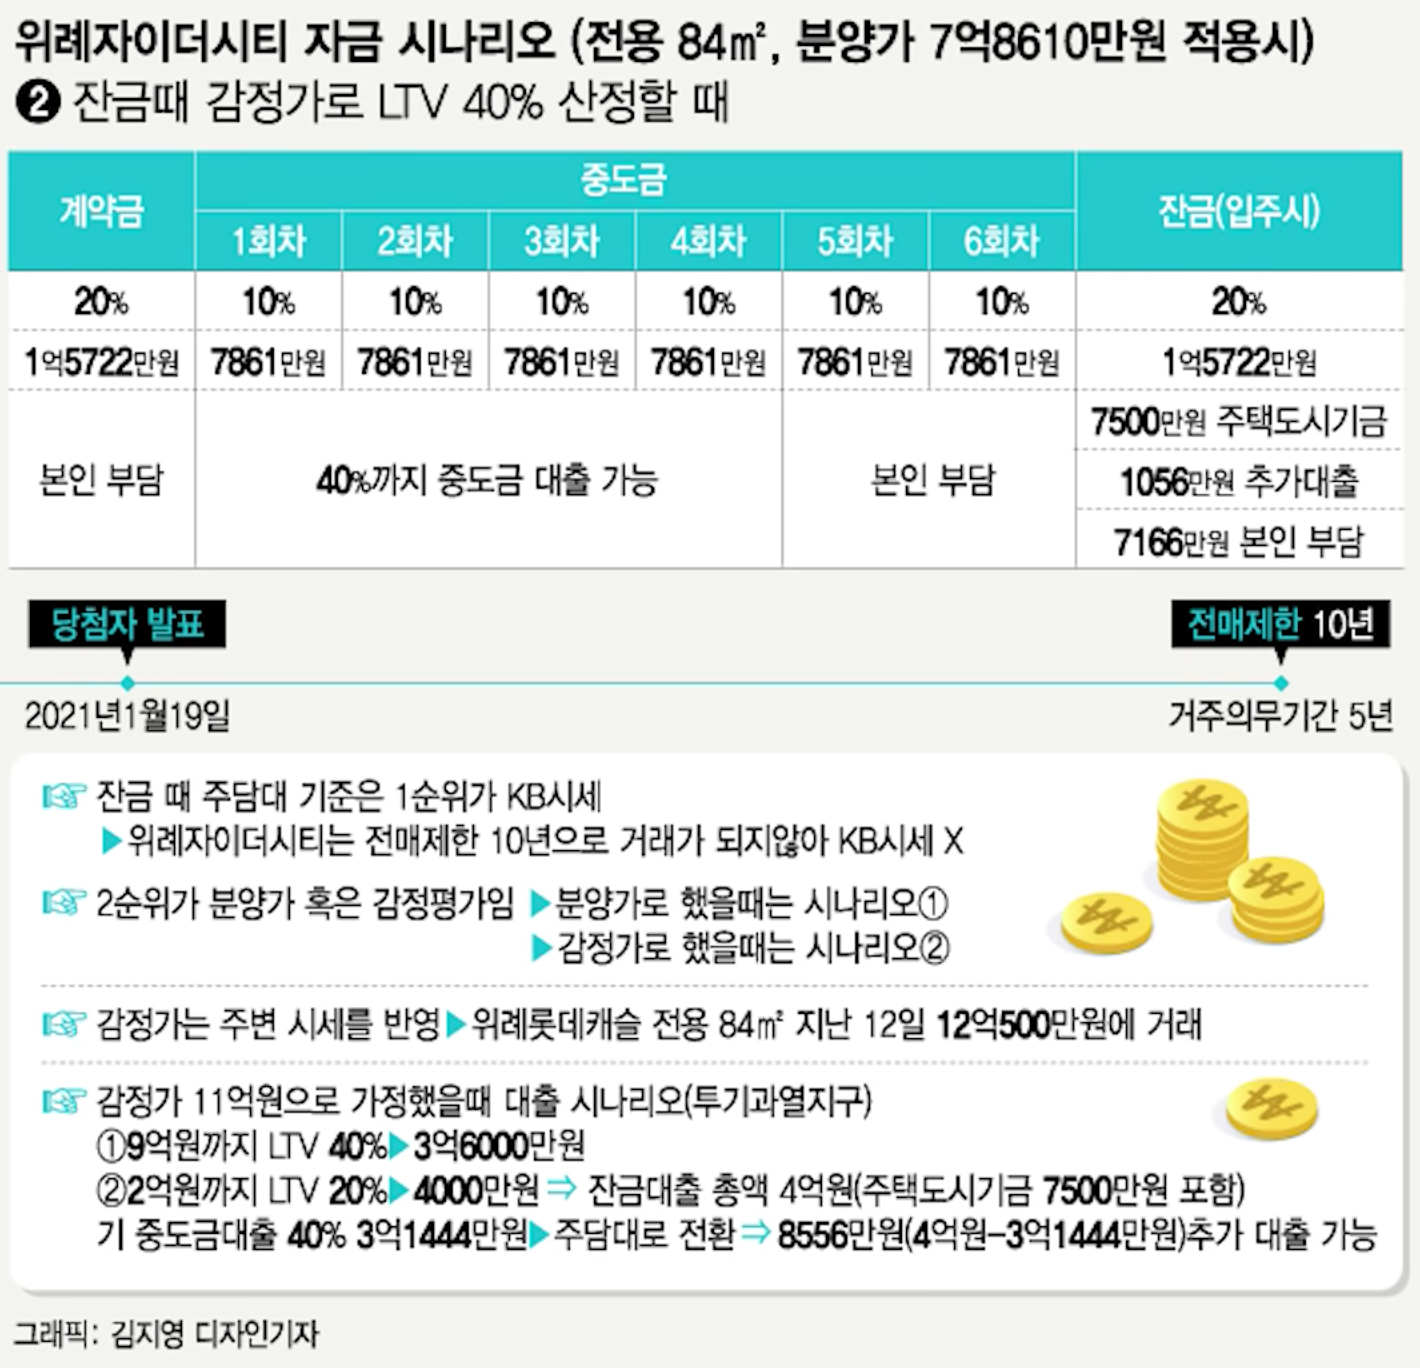 위례자이더시티 자금 시나리오 (전용 84㎡, 분양가 7억8610만원 적용시)
❷ 잔금때 감정가로 LTV 40% 산정할 때
계약금 중도금 잔금(입주시)
1회차 2회차 3회차 4회차 5회차 6회차
20% 10% 10% 10% 10% 10% 10% 20%
1억5722만원 7861만원 7861만원 7861만원 7861만원 7861만원 7861만원 1억5722만원
본인 부담 40%까지 중도금 대출 가능 본인 부담
7500만원 주택도시기금
1056만원 추가대출
7166만원 본인 부담
당첨자 발표 전매제한 10년
2021년1월19일 거주의무기간 5년
☞ 잔금 때 주담대 기준은 1순위가 KB시세
▶위례자이더시티는 전매제한 10년으로 거래가 되지않아 KB시세 X
☞ 2순위가 분양가 혹은 감정평가임 ▶분양가로 했을때는 시나리오①
▶감정가로 했을때는 시나리오②
☞ 감정가는 주변 시세를 반영▶위례롯데캐슬 전용 84㎡ 지난 12일 12억500만원에 거래
☞ 감정가 11억원으로 가정했을때 대출 시나리오(투기과열지구)
①9억원까지 LTV 40%▶3억6000만원
②2억원까지 LTV 20%▶4000만원⇒ 잔금대출 총액 4억원(주택도시기금 7500만원 포함)
기 중도금대출 40% 3억1444만원▶주담대로 전환⇒8556만원(4억원-3억1444만원)추가 대출 가능
그래픽: 김지영 디자인기자